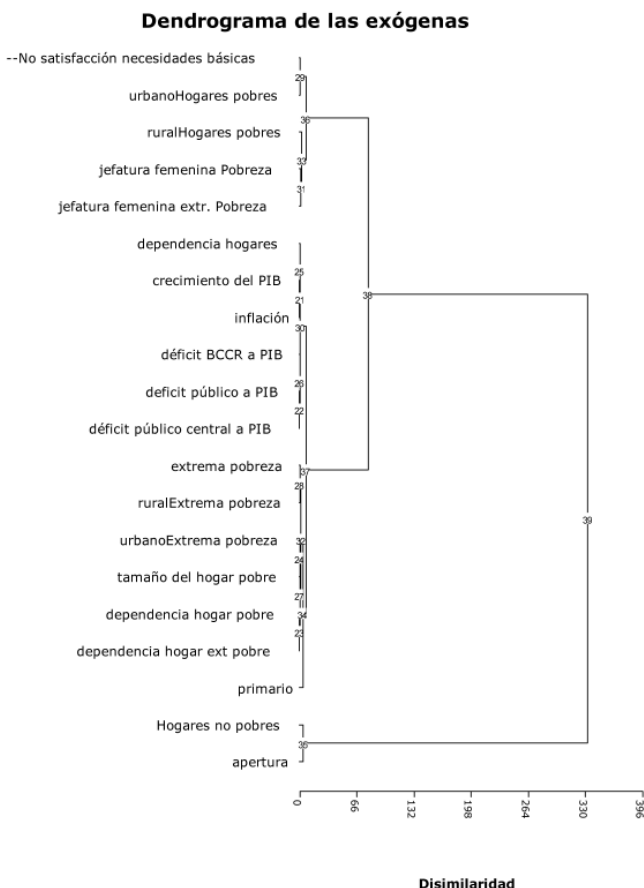 Dendrograma de las exógenas
--No satisfacción necesidades básicas
29
urbanoHogares pobres
36
ruralHogares pobres
33
jefatura femenina Pobreza
31
jefatura femenina extr. Pobreza
dependencia hogares
25
crecimiento del PIB
38
21
inflación
30
déficit BCCR a PIB
26
deficit público a PIB
22
déficit público central a PIB
extrema pobreza
37
28
ruralExtrema pobreza
39
urbanoExtrema pobreza
32
24
tamaño del hogar pobre
27
dependencia hogar pobre
34
23
dependencia hogar ext pobre
primario
Hogares no pobres
35
apertura
0 66 132 198 264 330 396
Disimilaridad